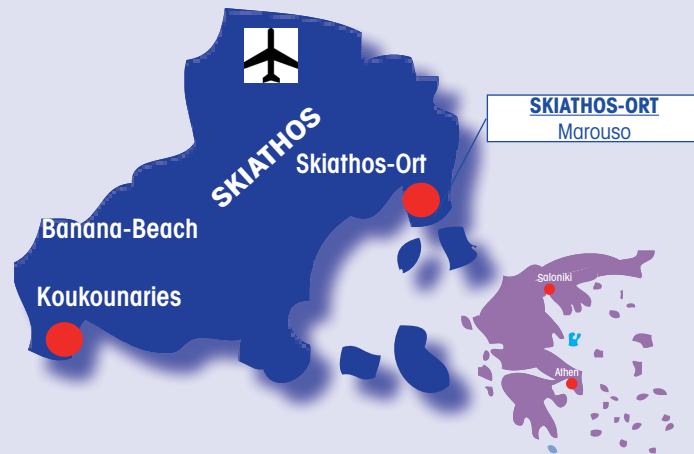 SKIATHOS-ORT
Marouso
SKIATHOS
Skiathos-Ort
Banana-Beach
Koukounaries
Saloniki
Athen